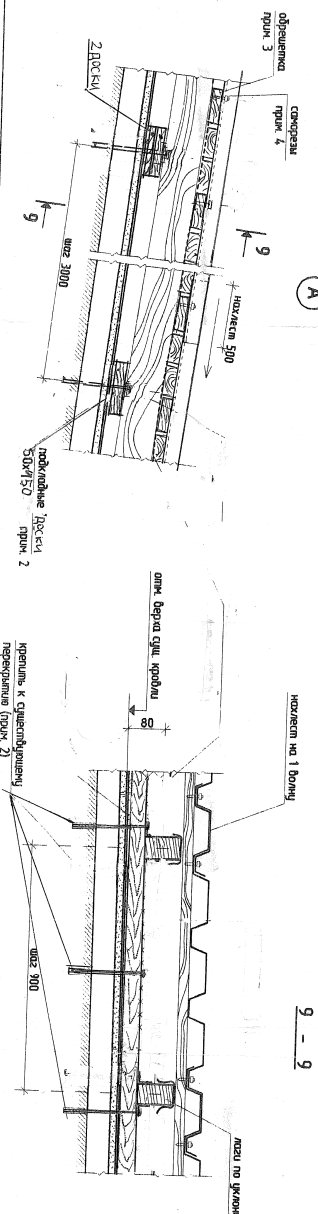 обрешетка
прим. 3
саморезы
прим. 4
А
2 доски
9
9
нахлест 500
шаг 3000
подкладные доски
50х150 прим. 2
9 - 9
нахлест на 1 волну
отм. верха сущ. кровли
80
лаги по уклону
шаг 900
крепить к существующему
перекрытию (прим. 2)